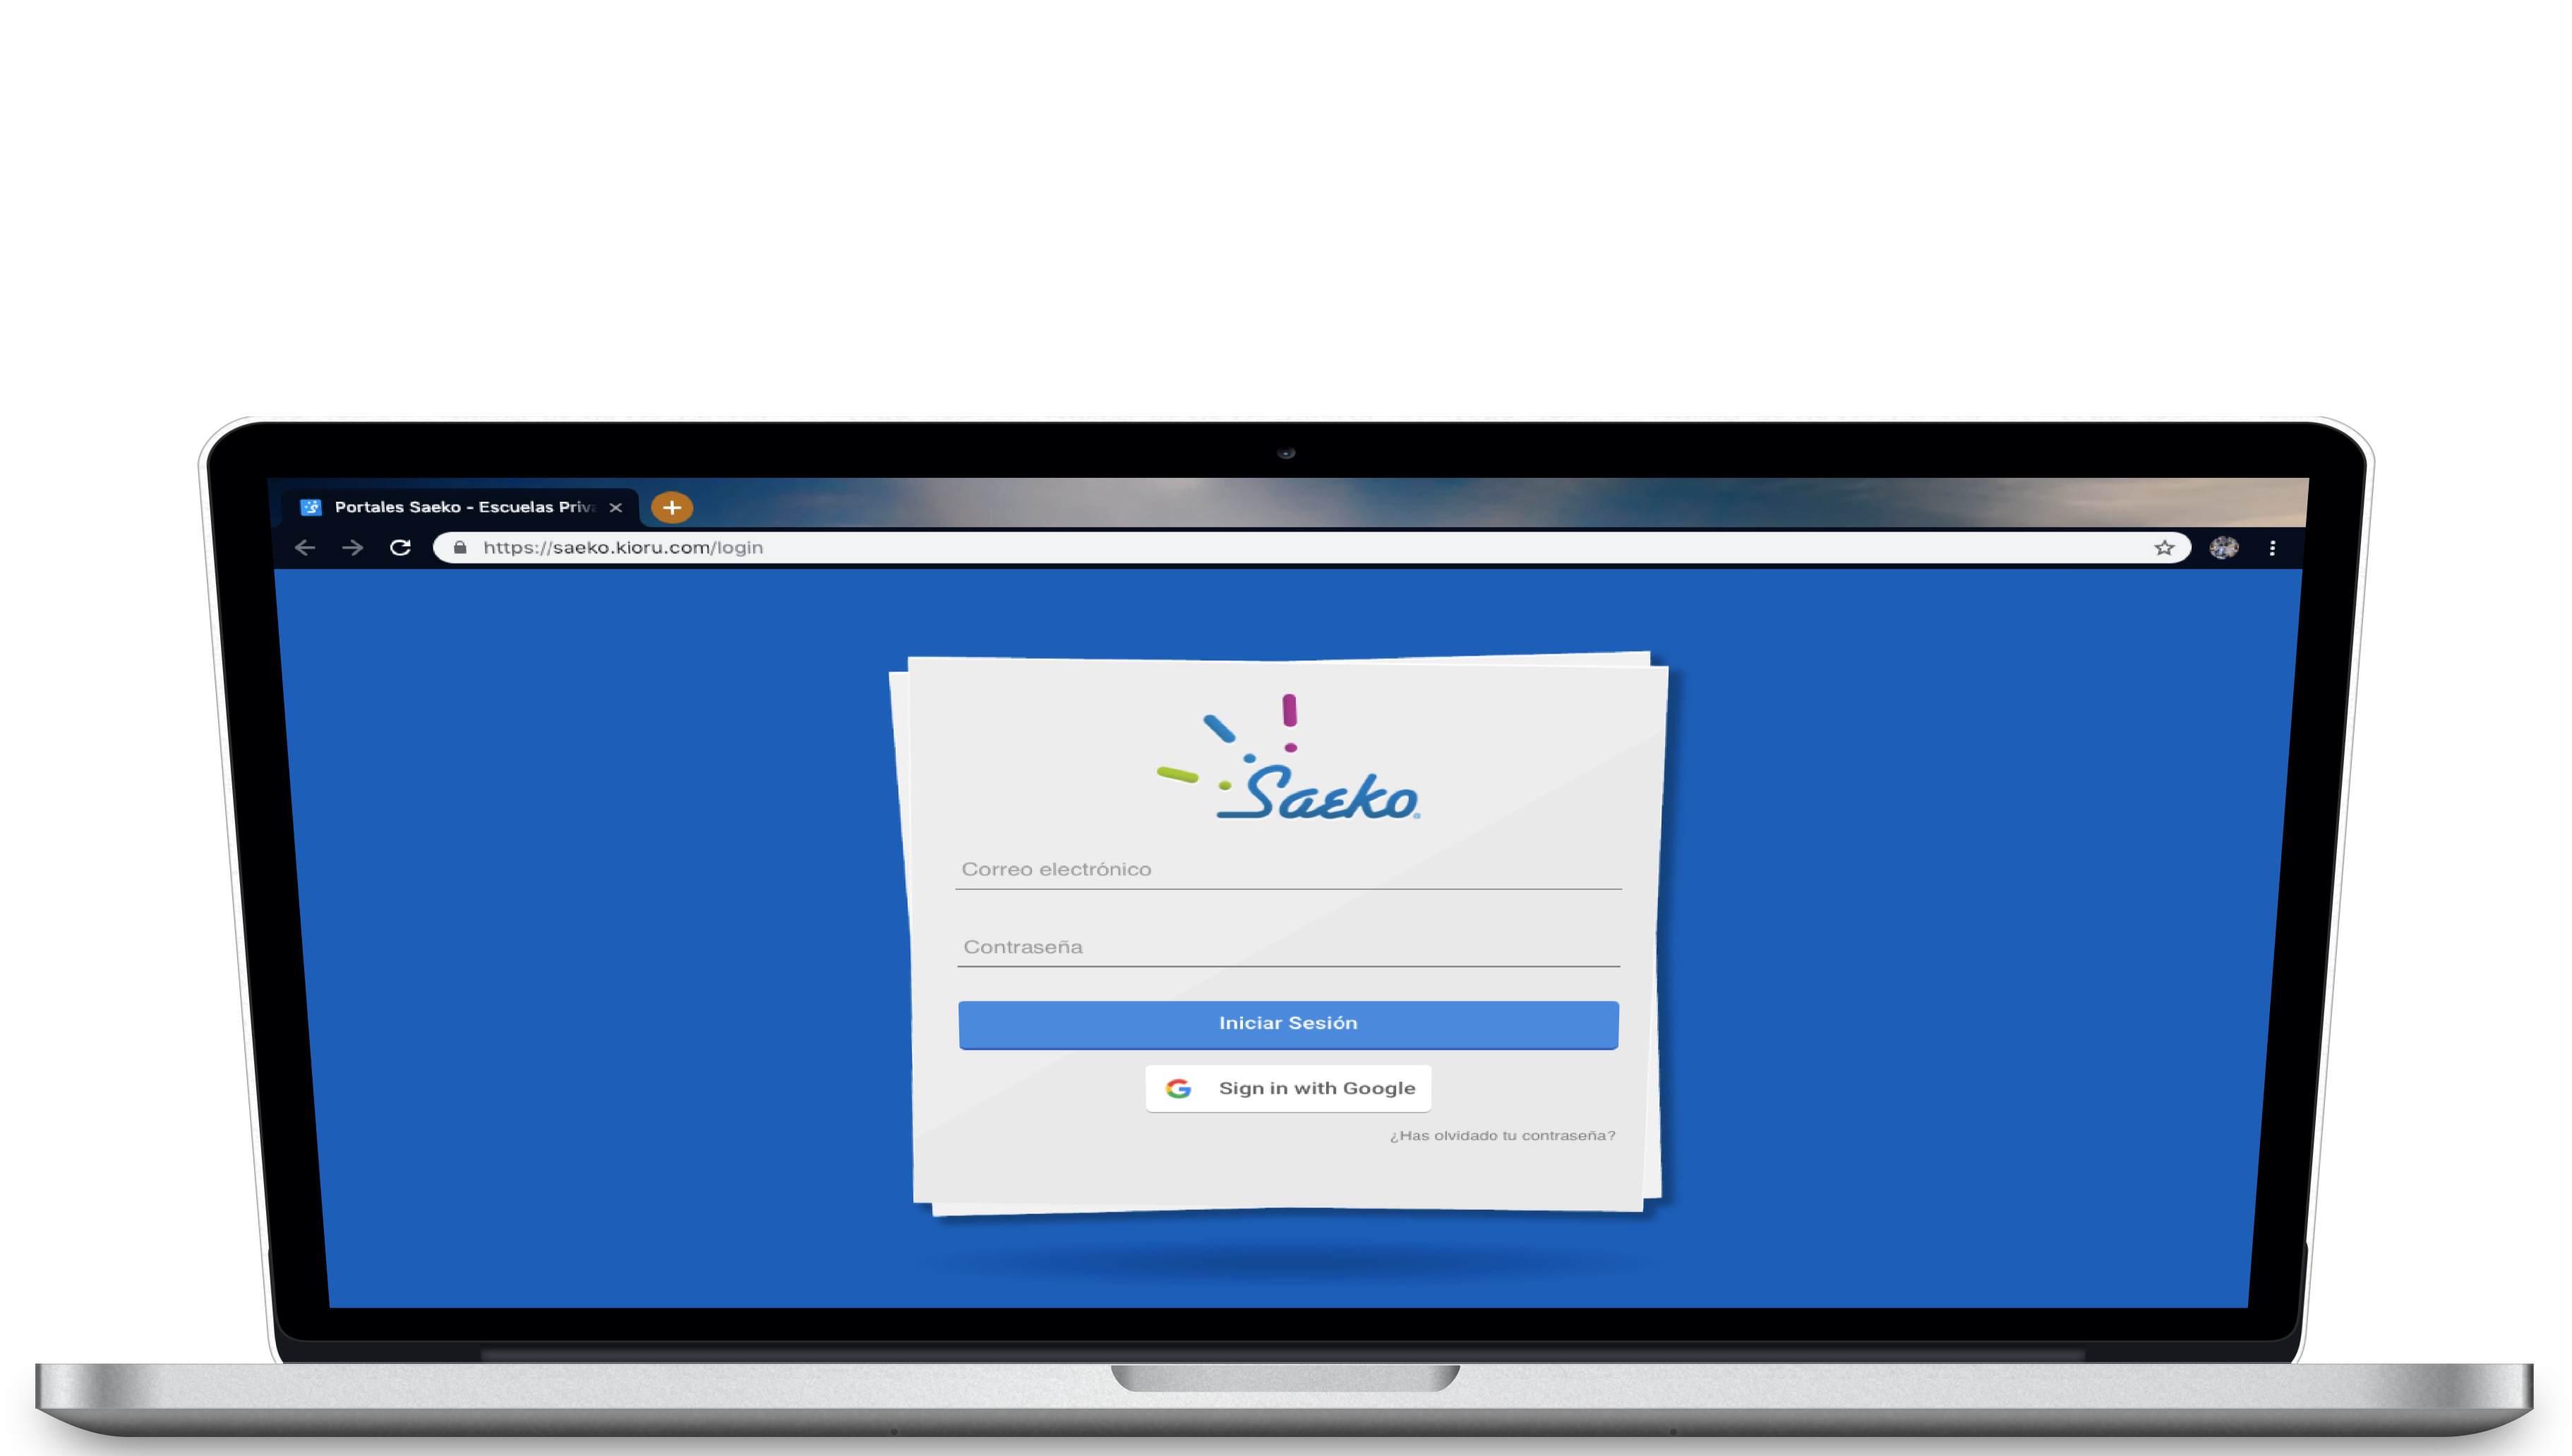 Portales Saeko - Escuelas Priv
https://saeko.kioru.com/login
Saeko
Correo electrónico
Contraseña
Iniciar Sesión
Sign in with Google
¿Has olvidado tu contraseña?